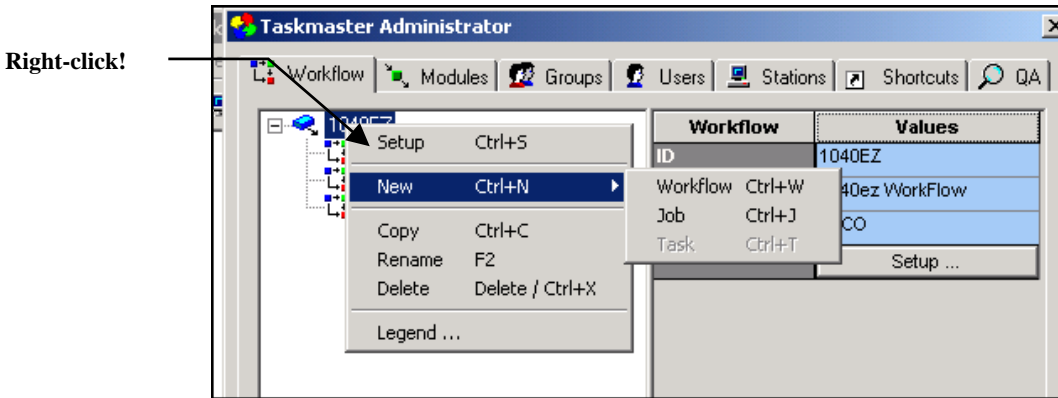 Taskmaster Administrator
Right-click!
Workflow Modules Groups Users Stations Shortcuts QA
1040EZ
Workflow Values
ID 1040EZ
Setup Ctrl+S
New Ctrl+N
Workflow Ctrl+W
40ez WorkFlow
Job Ctrl+J
CO
Task Ctrl+T
Setup ...
Copy Ctrl+C
Rename F2
Delete Delete / Ctrl+X
Legend ...